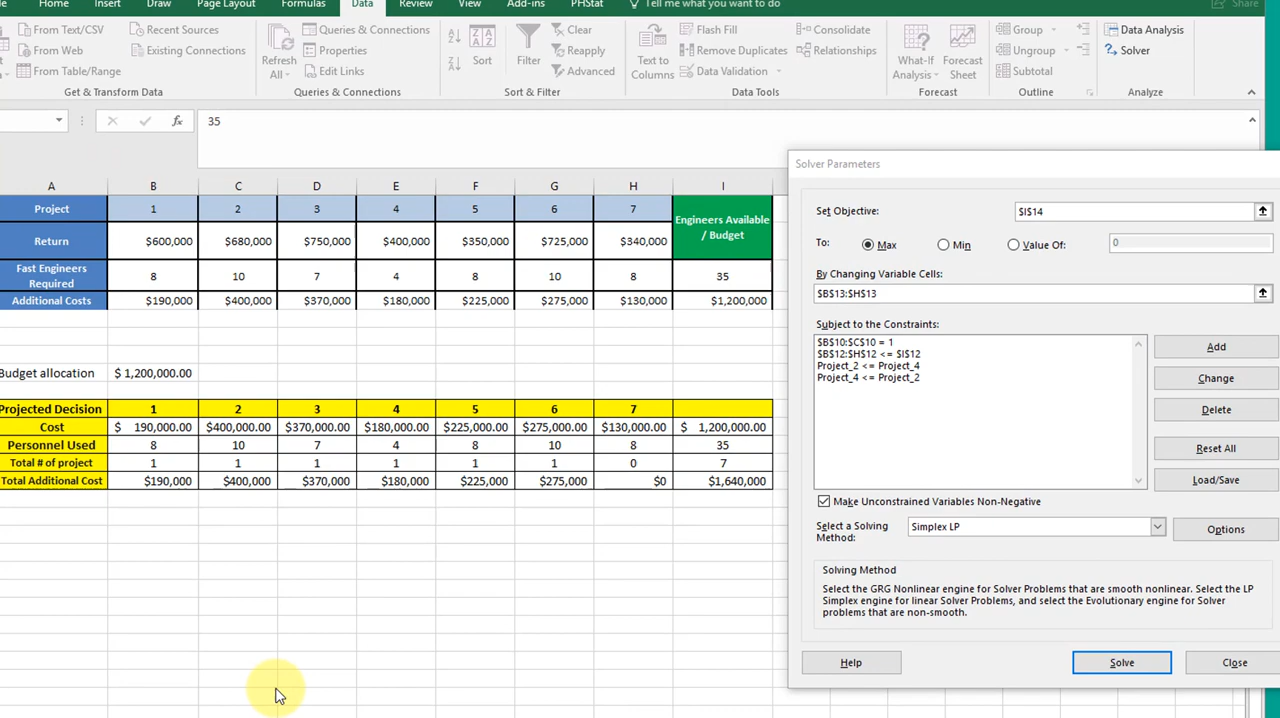 Home Insert Draw Page Layout Formulas Data Review View Add-ins PHStat Tell me what you want to do Share
From Text/CSV Recent Sources Queries & Connections Clear Flash Fill Consolidate Group Data Analysis
From Web Existing Connections Properties Reapply Remove Duplicates Relationships Ungroup Solver
From Table/Range Refresh All Edit Links Sort Filter Advanced Text to Columns Data Validation What-If Analysis Forecast Sheet Subtotal
Get & Transform Data Queries & Connections Sort & Filter Data Tools Forecast Outline Analyze
fx 35
A B C D E F G H I
Project 1 2 3 4 5 6 7 Engineers Available / Budget
Return $600,000 $680,000 $750,000 $400,000 $350,000 $725,000 $340,000
Fast Engineers Required 8 10 7 4 8 10 8 35
Additional Costs $190,000 $400,000 $370,000 $180,000 $225,000 $275,000 $130,000 $1,200,000
Budget allocation $ 1,200,000.00
Projected Decision 1 2 3 4 5 6 7
Cost $ 190,000.00 $400,000.00 $370,000.00 $180,000.00 $225,000.00 $275,000.00 $130,000.00 $ 1,200,000.00
Personnel Used 8 10 7 4 8 10 8 35
Total # of project 1 1 1 1 1 1 0 7
Total Additional Cost $190,000 $400,000 $370,000 $180,000 $225,000 $275,000 $0 $1,640,000
Solver Parameters
Set Objective: $I$14
To: Max Min Value Of: 0
By Changing Variable Cells:
$B$13:$H$13
Subject to the Constraints:
$B$10:$C$10 = 1
$B$12:$H$12 <= $I$12
Project_2 <= Project_4
Project_4 <= Project_2
Add
Change
Delete
Reset All
Load/Save
Make Unconstrained Variables Non-Negative
Select a Solving Method: Simplex LP Options
Solving Method
Select the GRG Nonlinear engine for Solver Problems that are smooth nonlinear. Select the LP
Simplex engine for linear Solver Problems, and select the Evolutionary engine for Solver
problems that are non-smooth.
Help Solve Close